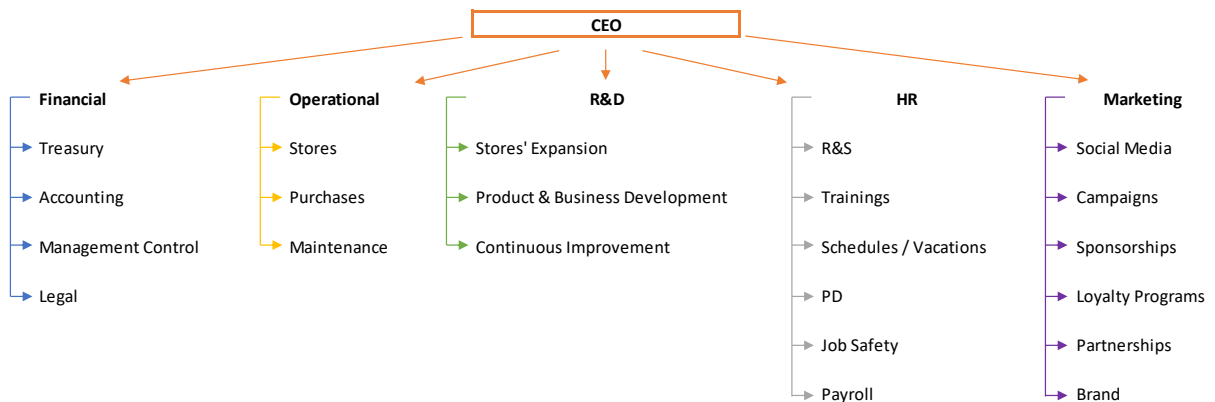 CEO
Financial
Treasury
Accounting
Management Control
Legal
Operational
Stores
Purchases
Maintenance
R&D
Stores' Expansion
Product & Business Development
Continuous Improvement
HR
R&S
Trainings
Schedules / Vacations
PD
Job Safety
Payroll
Marketing
Social Media
Campaigns
Sponsorships
Loyalty Programs
Partnerships
Brand